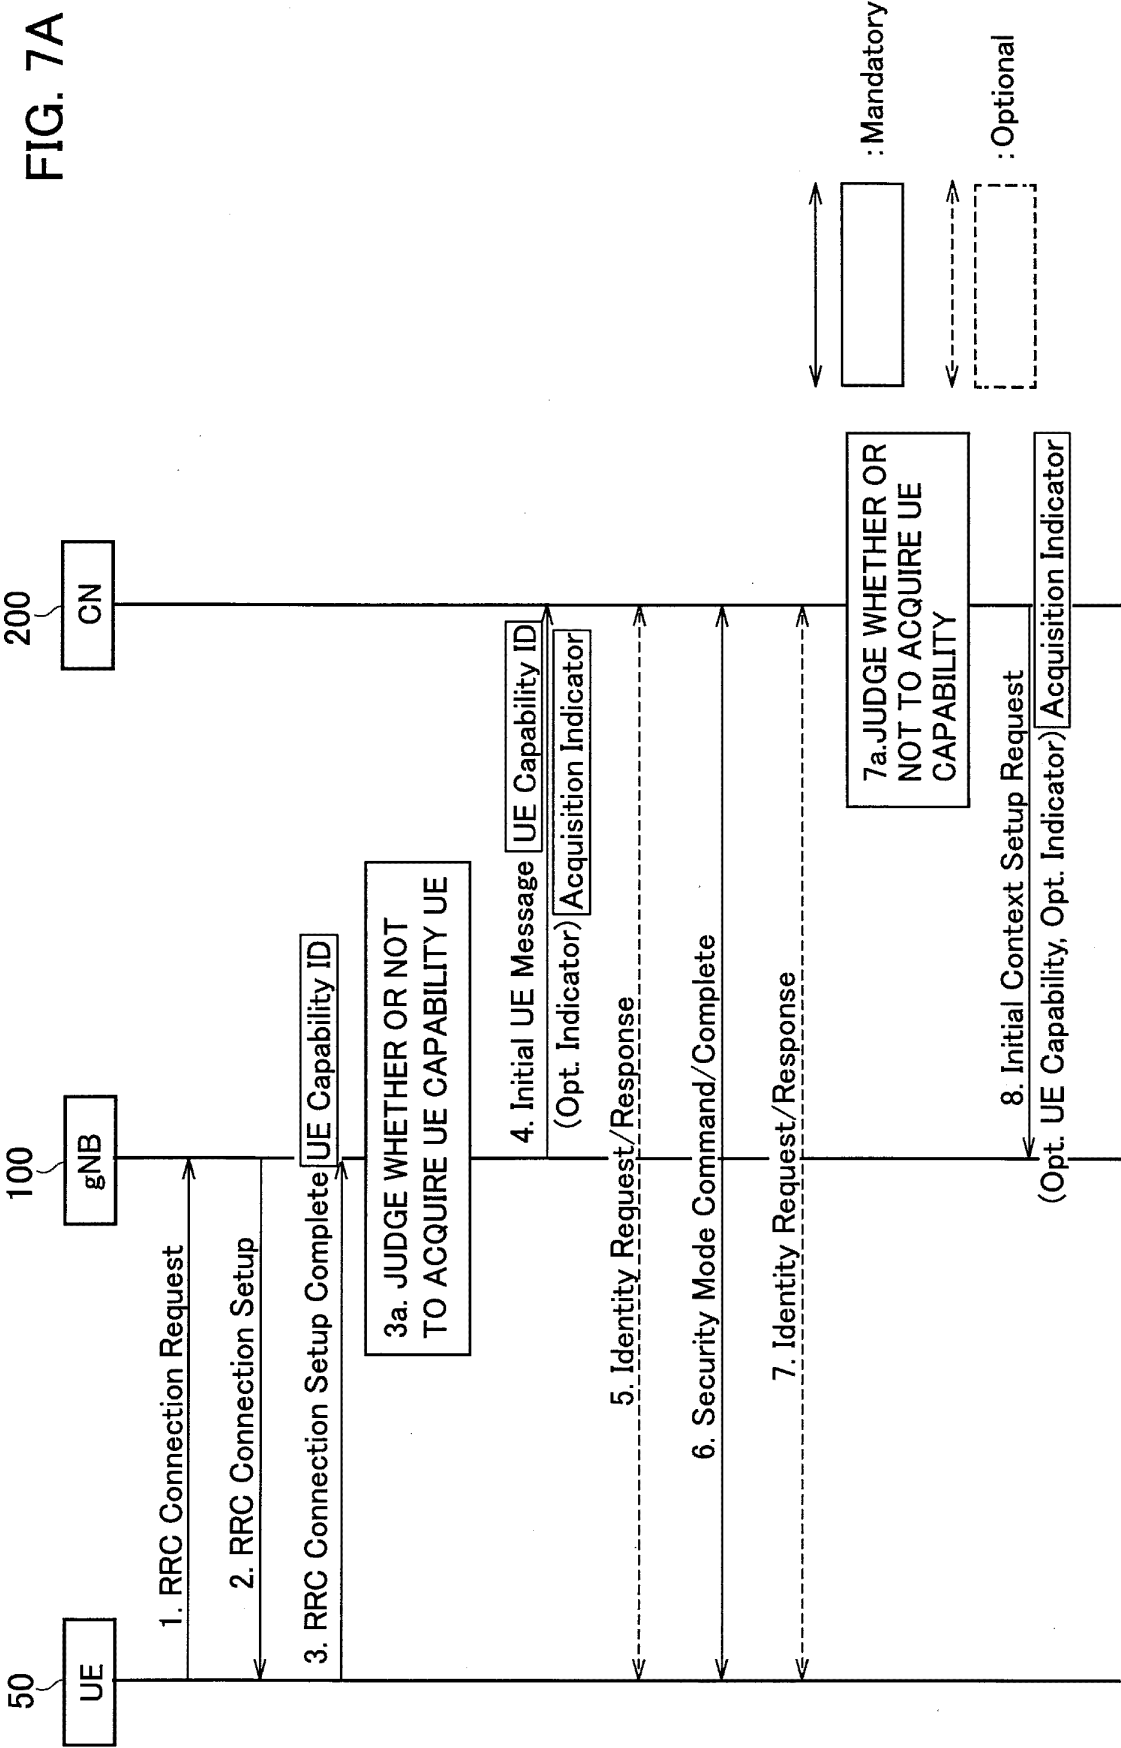 FIG. 7A
50
UE
100
gNB
200
CN
1. RRC Connection Request
2. RRC Connection Setup
3. RRC Connection Setup Complete UE Capability ID
3a. JUDGE WHETHER OR NOT
TO ACQUIRE UE CAPABILITY UE
4. Initial UE Message UE Capability ID
(Opt. Indicator) Acquisition Indicator
5. Identity Request/Response
6. Security Mode Command/Complete
7. Identity Request/Response
7a.JUDGE WHETHER OR
NOT TO ACQUIRE UE
CAPABILITY
8. Initial Context Setup Request
(Opt. UE Capability, Opt. Indicator) Acquisition Indicator
: Mandatory
: Optional